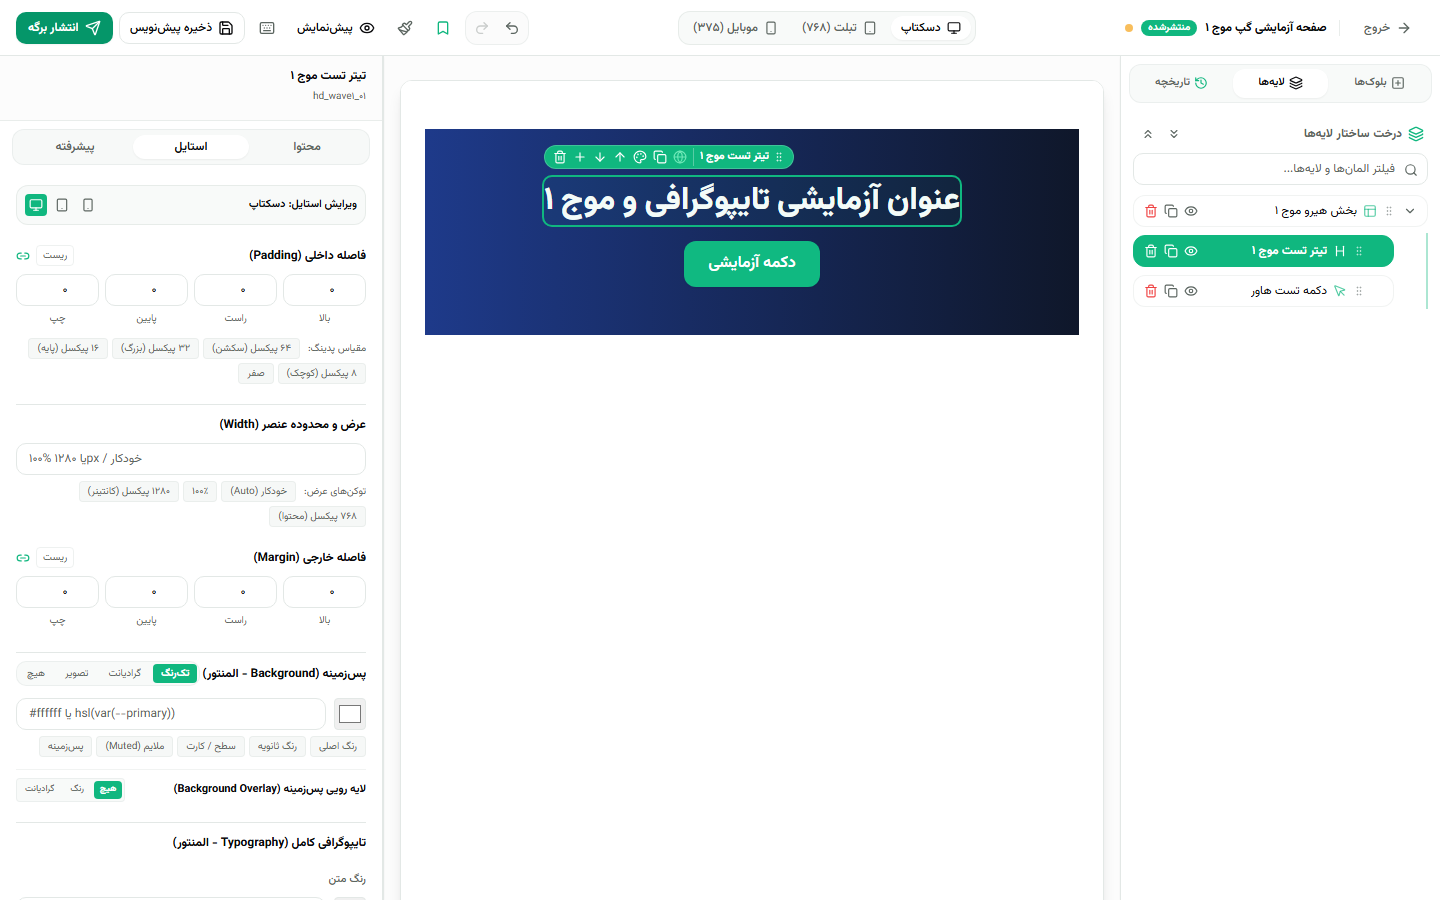 خروج
صفحه آزمایشی گپ موج ۱
منتشرشده
دسکتاپ
تبلت (۷۶۸)
موبایل (۳۷۵)
پیش‌نمایش
ذخیره پیش‌نویس
انتشار برگه
بلوک‌ها
لایه‌ها
تاریخچه
درخت ساختار لایه‌ها
فیلتر المان‌ها و لایه‌ها...
بخش هیرو موج ۱
تیتر تست موج ۱
دکمه تست هاور
تیتر تست موج ۱
عنوان آزمایشی تایپوگرافی و موج ۱
دکمه آزمایشی
تیتر تست موج ۱
hd_wave۱_۰۱
محتوا
استایل
پیشرفته
ویرایش استایل: دسکتاپ
فاصله داخلی (Padding)
ریست
۰ ۰ ۰ ۰
بالا راست پایین چپ
مقیاس پدینگ: ۶۴ پیکسل (سکشن) ۳۲ پیکسل (بزرگ) ۱۶ پیکسل (پایه)
۸ پیکسل (کوچک) صفر
عرض و محدوده عنصر (Width)
خودکار / pxیا ۱۲۸۰ %۱۰۰
توکن‌های عرض: خودکار (Auto) ۱۰۰٪ ۱۲۸۰ پیکسل (کانتینر)
۷۶۸ پیکسل (محتوا)
فاصله خارجی (Margin)
ریست
۰ ۰ ۰ ۰
بالا راست پایین چپ
پس‌زمینه (Background - المنتور)
تک‌رنگ گرادیانت تصویر هیچ
#ffffff یا hsl(var(--primary))
رنگ اصلی رنگ ثانویه سطح / کارت ملایم (Muted) پس‌زمینه
لایه رویی پس‌زمینه (Background Overlay)
هیچ رنگ گرادیانت
تایپوگرافی کامل (Typography - المنتور)
رنگ متن